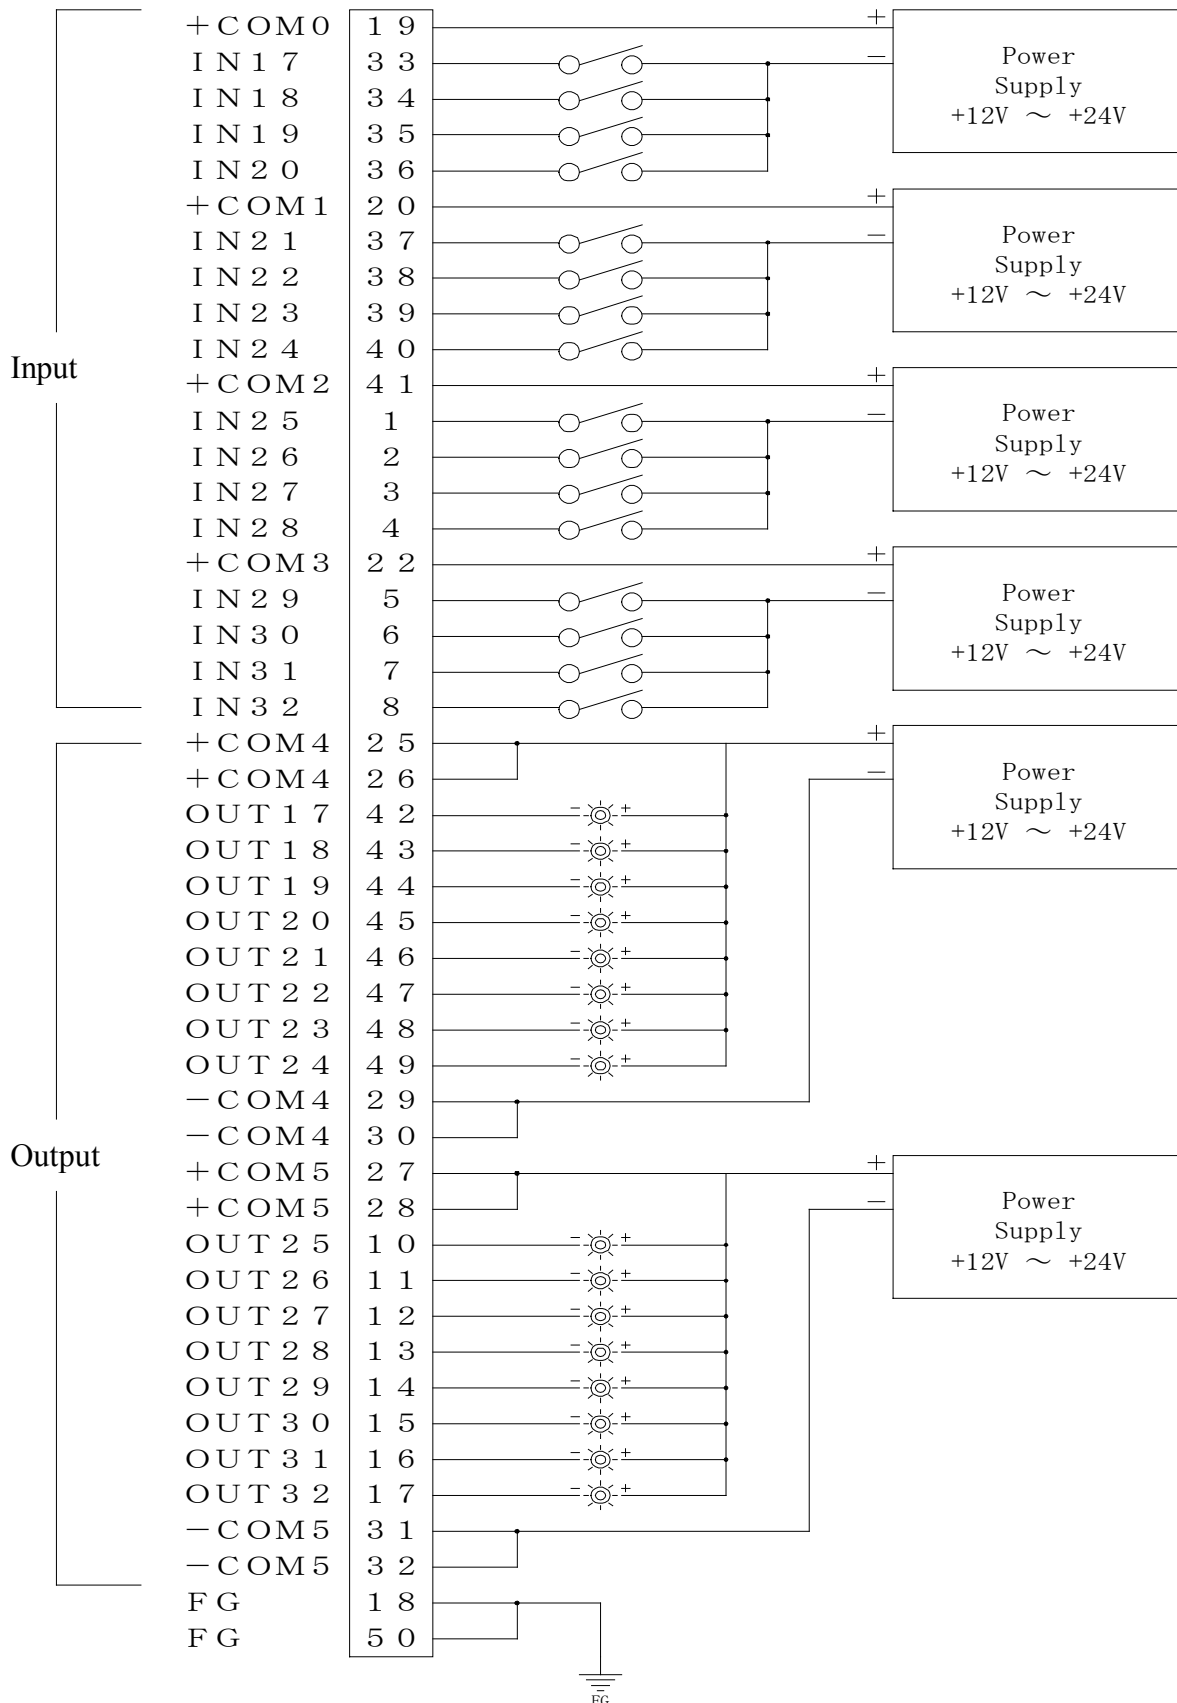 +COM0 19 +
IN17 33 −
IN18 34
IN19 35
IN20 36
Power
Supply
+12V ～ +24V
+COM1 20 +
IN21 37 −
IN22 38
IN23 39
IN24 40
Power
Supply
+12V ～ +24V
Input
+COM2 41 +
IN25 1 −
IN26 2
IN27 3
IN28 4
Power
Supply
+12V ～ +24V
+COM3 22 +
IN29 5 −
IN30 6
IN31 7
IN32 8
Power
Supply
+12V ～ +24V
+COM4 25 +
+COM4 26 −
Power
Supply
+12V ～ +24V
OUT17 42 - +
OUT18 43 - +
OUT19 44 - +
OUT20 45 - +
OUT21 46 - +
OUT22 47 - +
OUT23 48 - +
OUT24 49 - +
−COM4 29
−COM4 30
Output
+COM5 27 +
+COM5 28 −
Power
Supply
+12V ～ +24V
OUT25 10 - +
OUT26 11 - +
OUT27 12 - +
OUT28 13 - +
OUT29 14 - +
OUT30 15 - +
OUT31 16 - +
OUT32 17 - +
−COM5 31
−COM5 32
FG 18
FG 50
FG